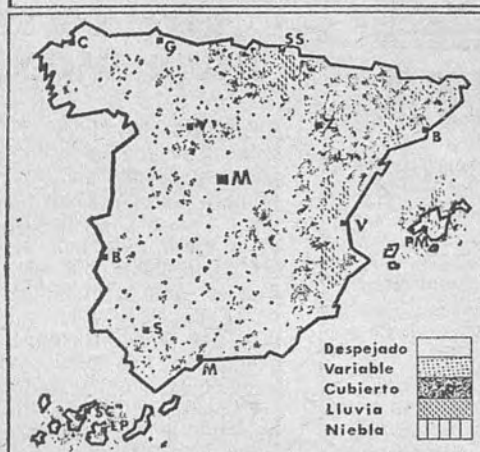 C
G
SS
V
Z
B
M
V
PM
B
S
M
SC
LP
Despejado
Variable
Cubierto
Lluvia
Niebla